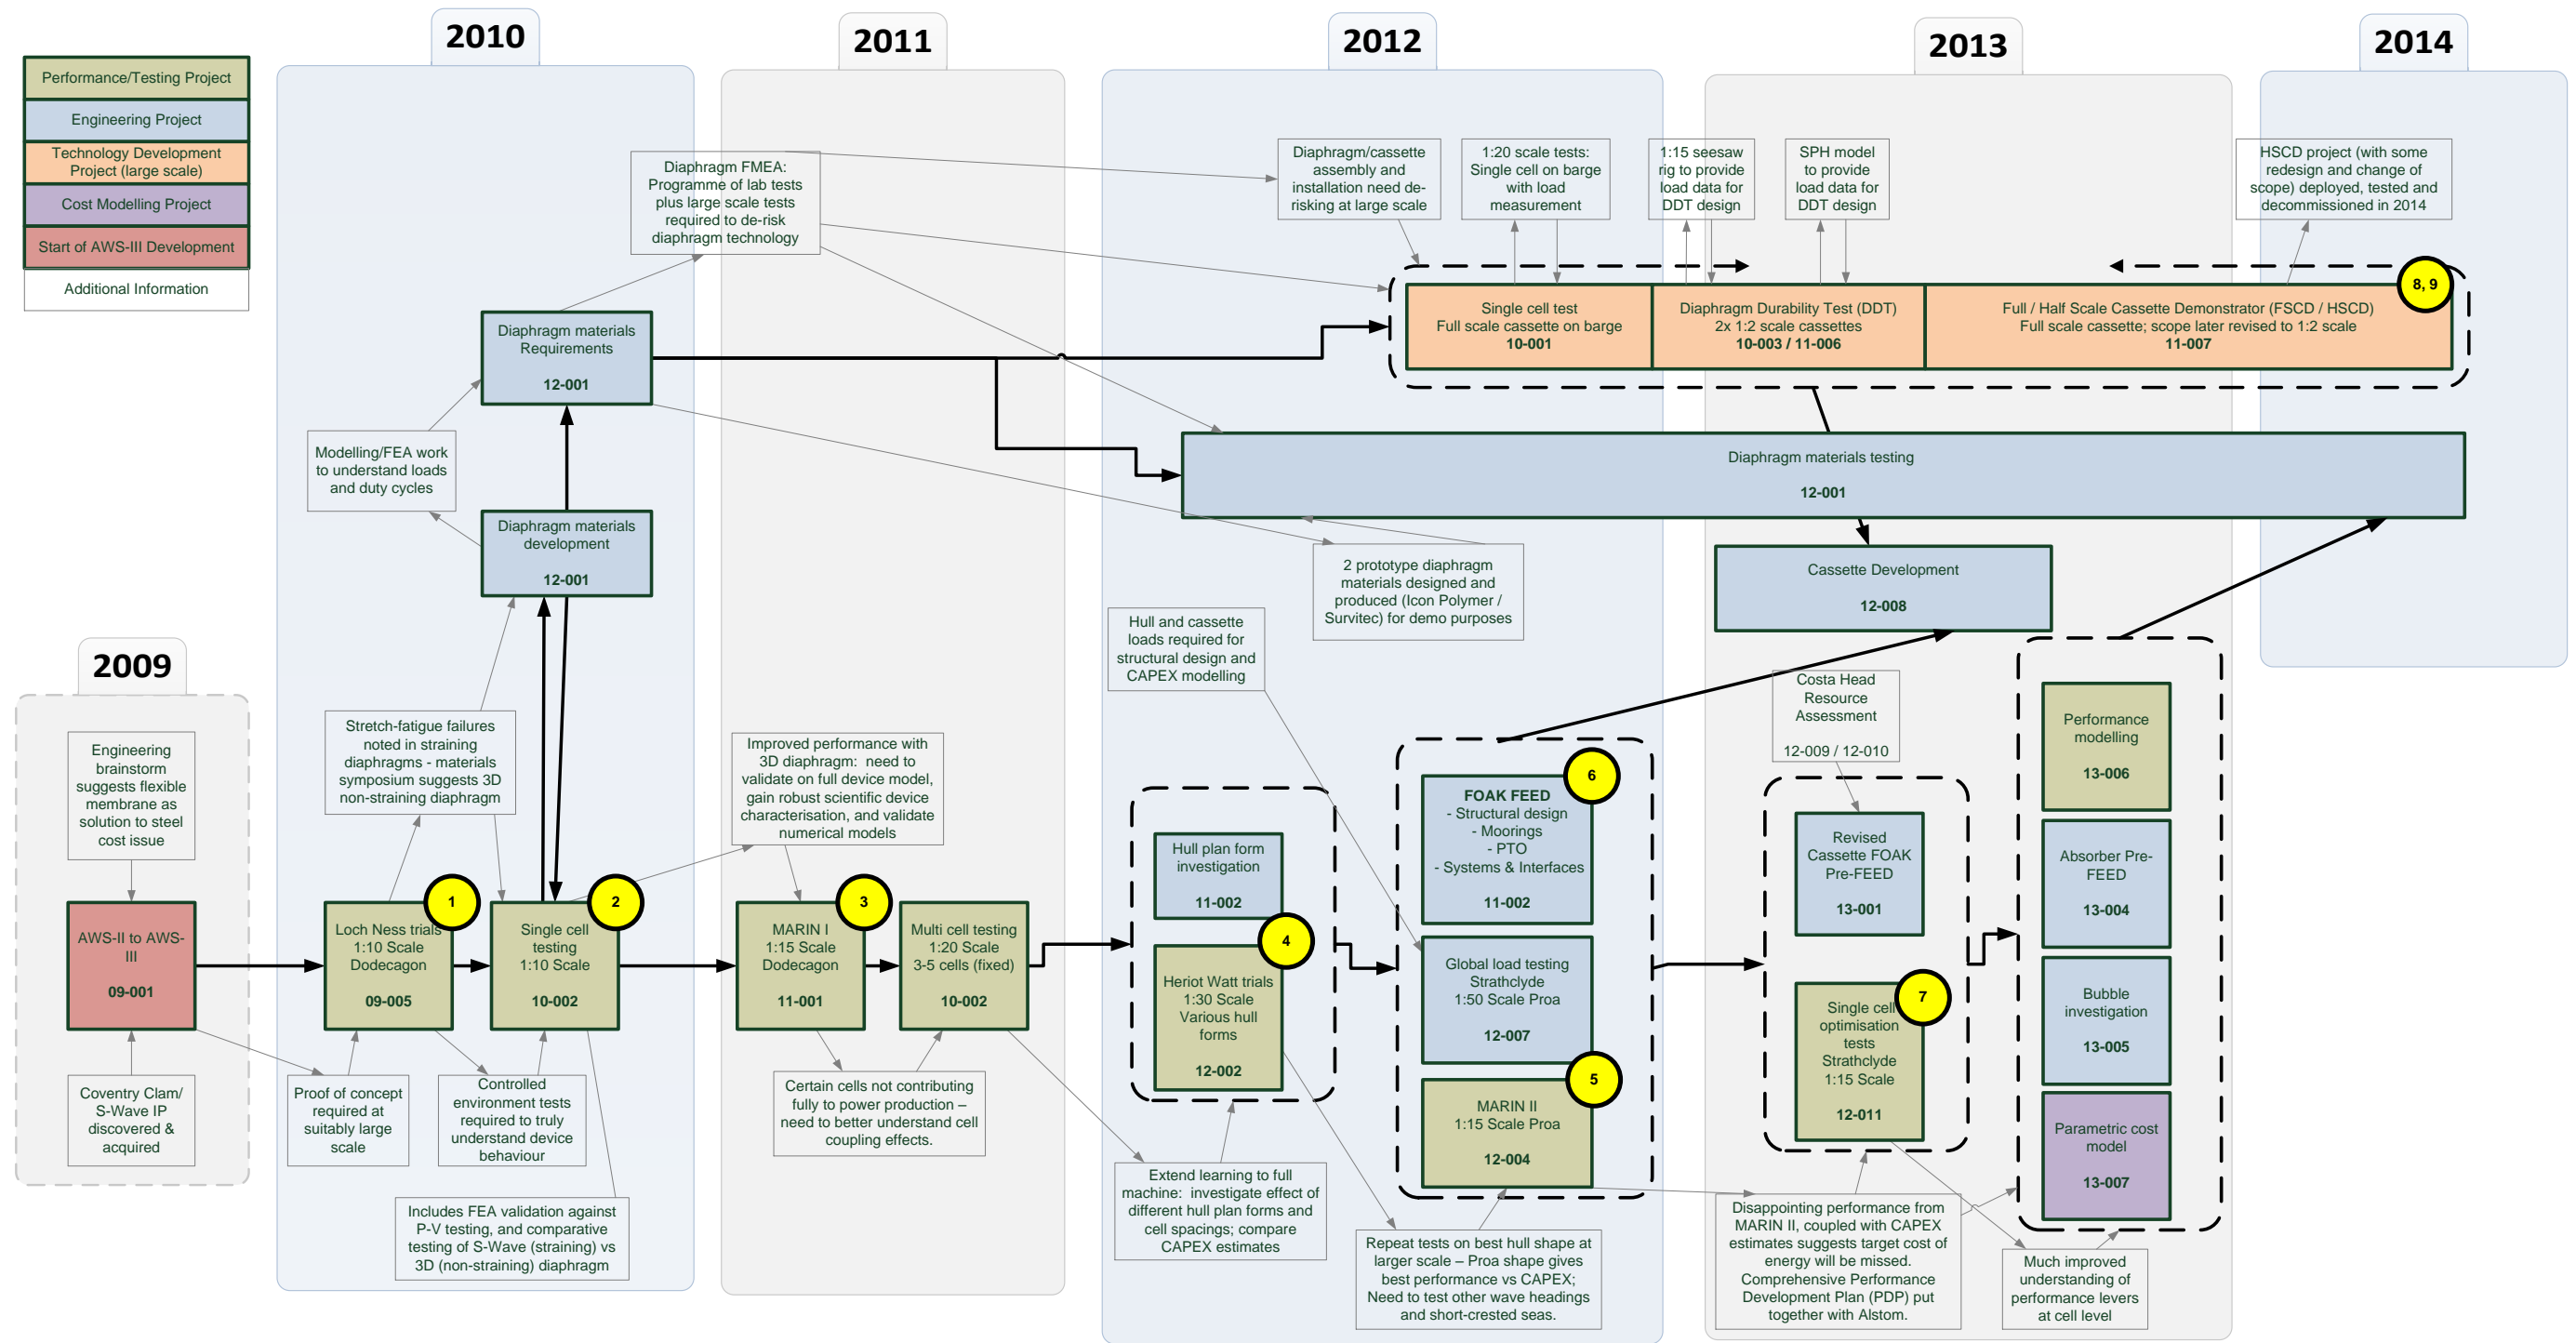 2010
2011
2012
2013
2014
Performance/Testing Project
Engineering Project
Technology Development
Project (large scale)
Cost Modelling Project
Start of AWS-III Development
Additional Information
Diaphragm FMEA:
Programme of lab tests
plus large scale tests
required to de-risk
diaphragm technology
Diaphragm/cassette
assembly and
installation need de-
risking at large scale
1:20 scale tests:
Single cell on barge
with load
measurement
1:15 seesaw
rig to provide
load data for
DDT design
SPH model
to provide
load data for
DDT design
HSCD project (with some
redesign and change of
scope) deployed, tested and
decommissioned in 2014
8, 9
Single cell test
Full scale cassette on barge
10-001
Diaphragm Durability Test (DDT)
2x 1:2 scale cassettes
10-003 / 11-006
Full / Half Scale Cassette Demonstrator (FSCD / HSCD)
Full scale cassette; scope later revised to 1:2 scale
11-007
Diaphragm materials
Requirements
12-001
Modelling/FEA work
to understand loads
and duty cycles
Diaphragm materials
development
12-001
Diaphragm materials testing
12-001
2 prototype diaphragm
materials designed and
produced (Icon Polymer /
Survitec) for demo purposes
Cassette Development
12-008
Hull and cassette
loads required for
structural design and
CAPEX modelling
2009
Engineering
brainstorm
suggests flexible
membrane as
solution to steel
cost issue
AWS-II to AWS-
III
09-001
Coventry Clam/
S-Wave IP
discovered &
acquired
Stretch-fatigue failures
noted in straining
diaphragms - materials
symposium suggests 3D
non-straining diaphragm
1
Loch Ness trials
1:10 Scale
Dodecagon
09-005
2
Single cell
testing
1:10 Scale
10-002
Proof of concept
required at
suitably large
scale
Controlled
environment tests
required to truly
understand device
behaviour
Includes FEA validation against
P-V testing, and comparative
testing of S-Wave (straining) vs
3D (non-straining) diaphragm
Improved performance with
3D diaphragm: need to
validate on full device model,
gain robust scientific device
characterisation, and validate
numerical models
3
MARIN I
1:15 Scale
Dodecagon
11-001
Multi cell testing
1:20 Scale
3-5 cells (fixed)
10-002
Certain cells not contributing
fully to power production –
need to better understand cell
coupling effects.
Hull plan form
investigation
11-002
4
Heriot Watt trials
1:30 Scale
Various hull
forms
12-002
Extend learning to full
machine: investigate effect of
different hull plan forms and
cell spacings; compare
CAPEX estimates
6
FOAK FEED
- Structural design
- Moorings
- PTO
- Systems & Interfaces
11-002
Global load testing
Strathclyde
1:50 Scale Proa
12-007
5
MARIN II
1:15 Scale Proa
12-004
Repeat tests on best hull shape at
larger scale – Proa shape gives
best performance vs CAPEX;
Need to test other wave headings
and short-crested seas.
Costa Head
Resource
Assessment
12-009 / 12-010
Revised
Cassette FOAK
Pre-FEED
13-001
7
Single cell
optimisation
tests
Strathclyde
1:15 Scale
12-011
Disappointing performance from
MARIN II, coupled with CAPEX
estimates suggests target cost of
energy will be missed.
Comprehensive Performance
Development Plan (PDP) put
together with Alstom.
Performance
modelling
13-006
Absorber Pre-
FEED
13-004
Bubble
investigation
13-005
Parametric cost
model
13-007
Much improved
understanding of
performance levers
at cell level